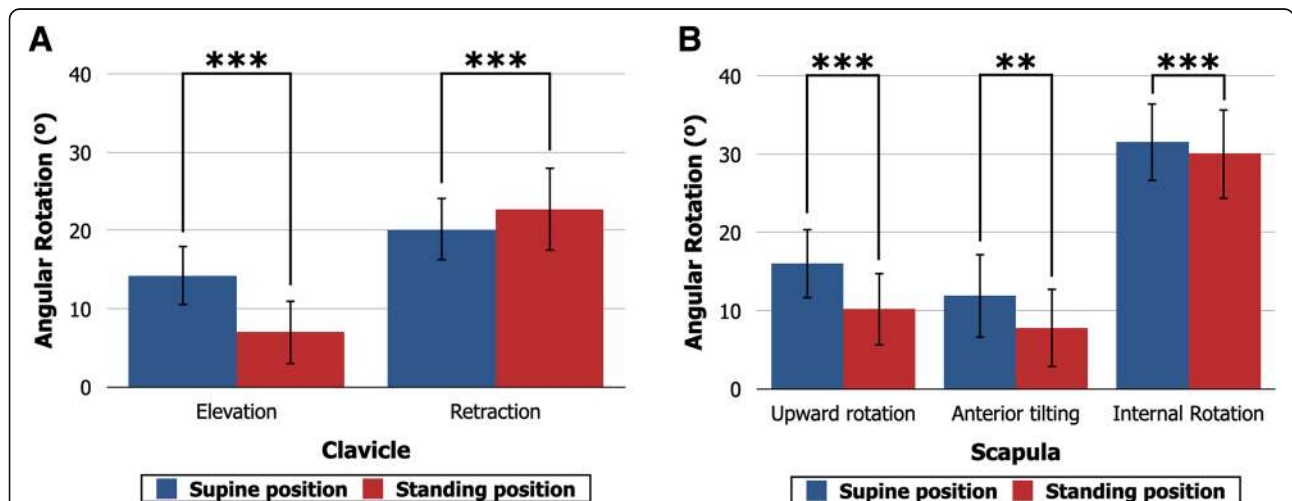 A
***
***
40
30
20
10
0
Angular Rotation (º)
Elevation
Retraction
Clavicle
Supine position
Standing position
B
***
**
***
40
30
20
10
0
Angular Rotation (º)
Upward rotation
Anterior tilting
Internal Rotation
Scapula
Supine position
Standing position